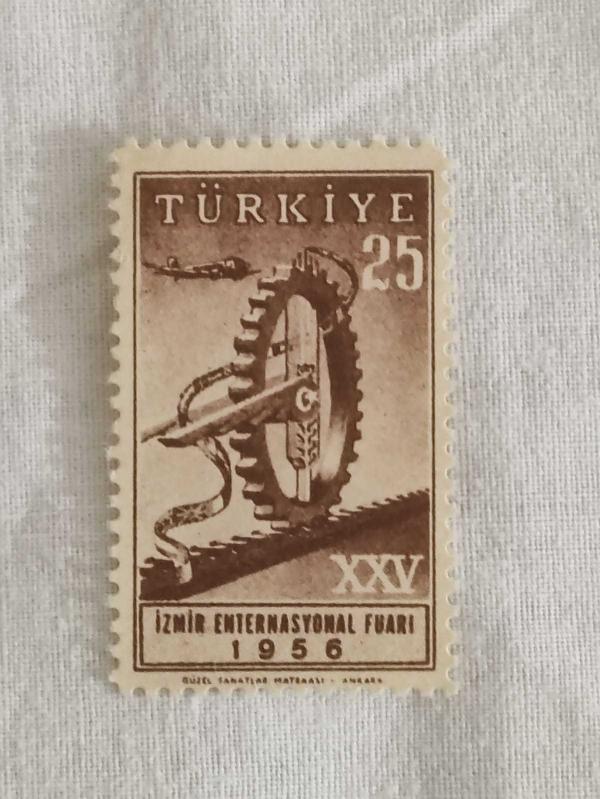 TÜRKİYE
25
XXV
İZMİR ENTERNASYONAL FUARI
1956
GÜZEL SANATLAR MATBAASI - ANKARA